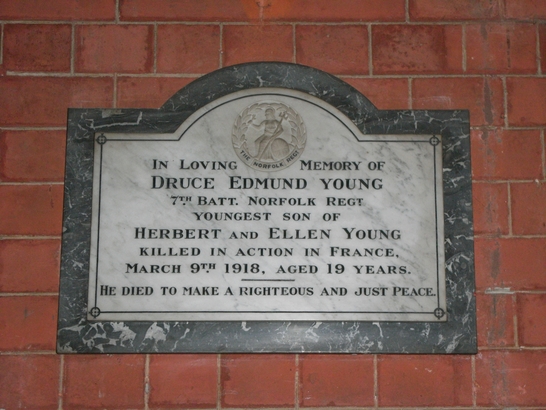 THE NORFOLK REGT
IN LOVING MEMORY OF
DRUCE EDMUND YOUNG
7TH BATT. NORFOLK REGT
YOUNGEST SON OF
HERBERT AND ELLEN YOUNG
KILLED IN ACTION IN FRANCE,
MARCH 9TH 1918, AGED 19 YEARS.
HE DIED TO MAKE A RIGHTEOUS AND JUST PEACE.